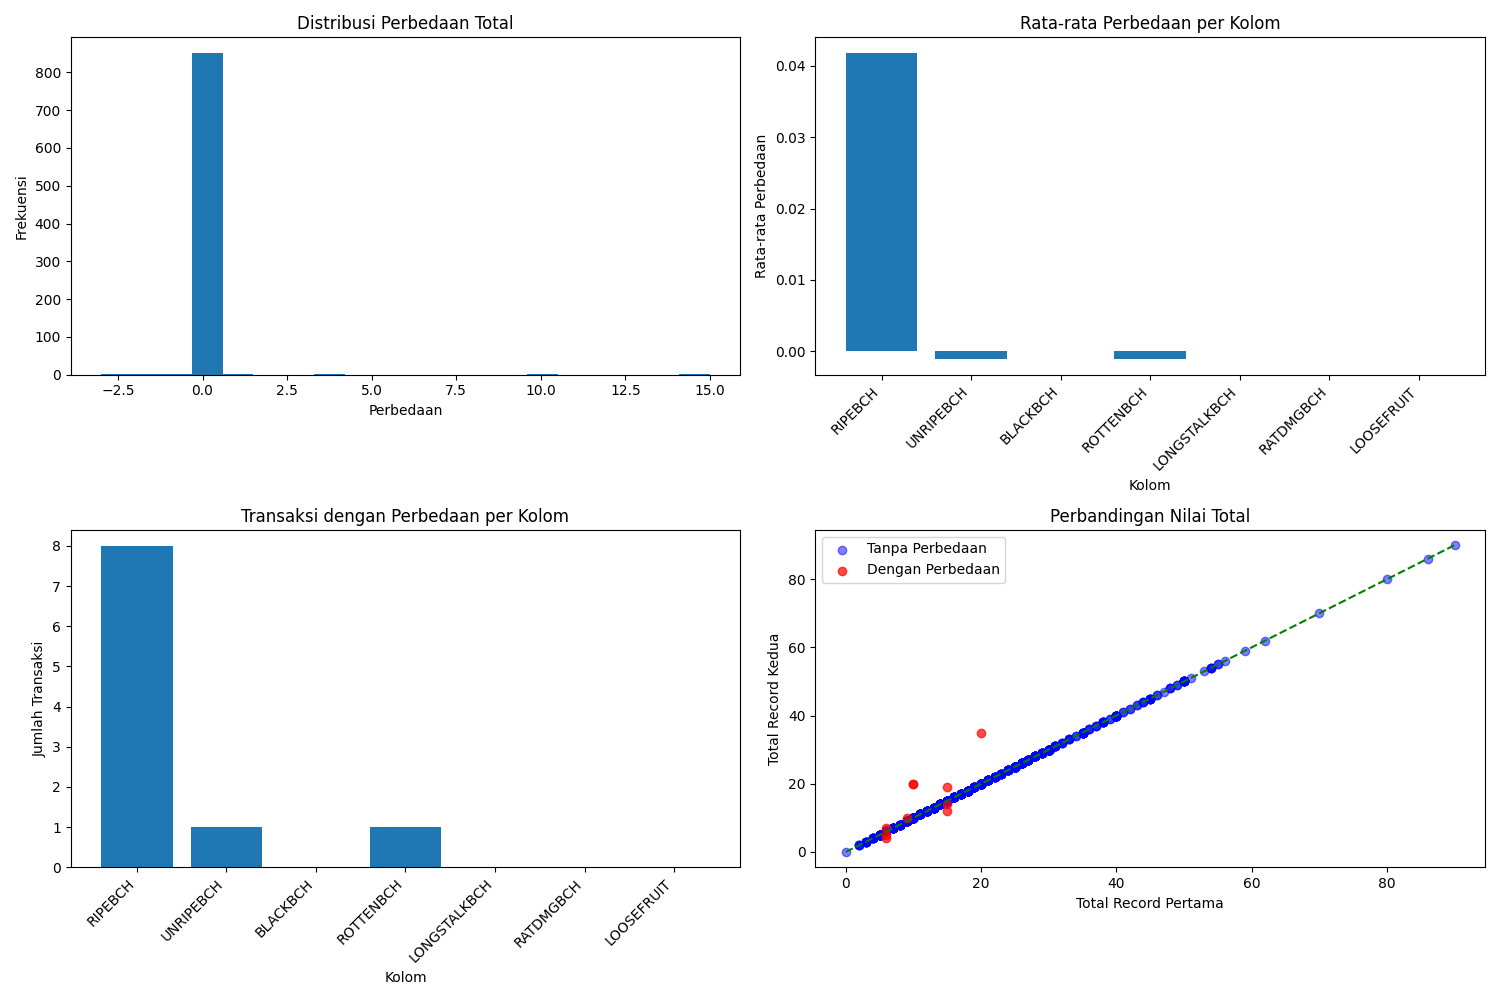 Distribusi Perbedaan Total
800
700
600
500
400
300
200
100
0
Frekuensi
−2.5 0.0 2.5 5.0 7.5 10.0 12.5 15.0
Perbedaan
Rata-rata Perbedaan per Kolom
0.04
0.03
0.02
0.01
0.00
Rata-rata Perbedaan
RIPEBCH
UNRIPEBCH
BLACKBCH
ROTTENBCH
LONGSTALKBCH
RATDMGBCH
LOOSEFRUIT
Kolom
Transaksi dengan Perbedaan per Kolom
8
7
6
5
4
3
2
1
0
Jumlah Transaksi
RIPEBCH
UNRIPEBCH
BLACKBCH
ROTTENBCH
LONGSTALKBCH
RATDMGBCH
LOOSEFRUIT
Kolom
Perbandingan Nilai Total
Tanpa Perbedaan
Dengan Perbedaan
80
60
40
20
0
Total Record Kedua
0 20 40 60 80
Total Record Pertama